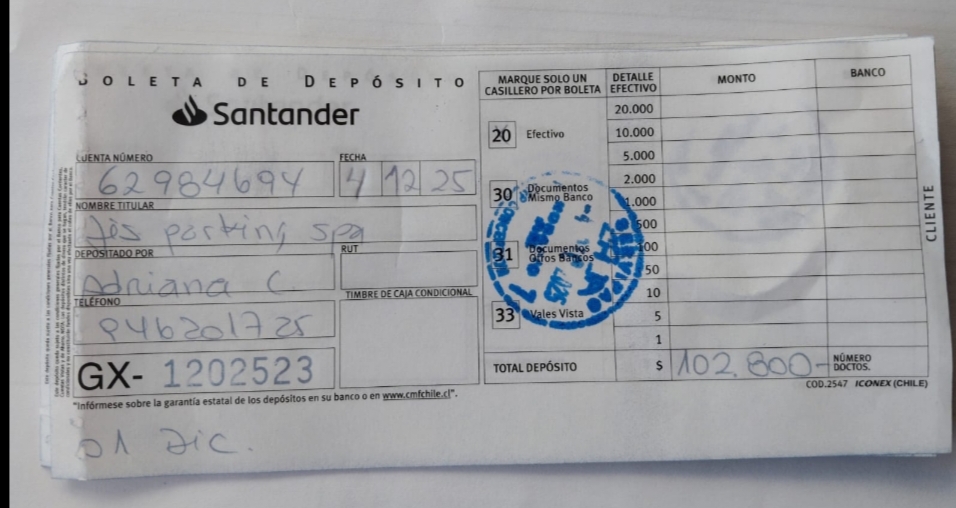 BOLETA DE DEPÓSITO
Santander
CUENTA NÚMERO
62984694
FECHA
4 12 25
NOMBRE TITULAR
Jis parking spa
DEPOSITADO POR
Adriana C.
RUT
TELÉFONO
946201725
TIMBRE DE CAJA CONDICIONAL
GX- 1202523
"Infórmese sobre la garantía estatal de los depósitos en su banco o en www.cmfchile.cl".
01 Dic.
MARQUE SOLO UN
CASILLERO POR BOLETA
20 Efectivo
30 Documentos
Mismo Banco
31 Documentos
Otros Bancos
33 Vales Vista
DETALLE
EFECTIVO
MONTO
BANCO
20.000
10.000
5.000
2.000
1.000
500
100
50
10
5
1
TOTAL DEPÓSITO
$ 102.800-
NÚMERO
DOCTOS.
COD.2547 ICONEX (CHILE)
CLIENTE